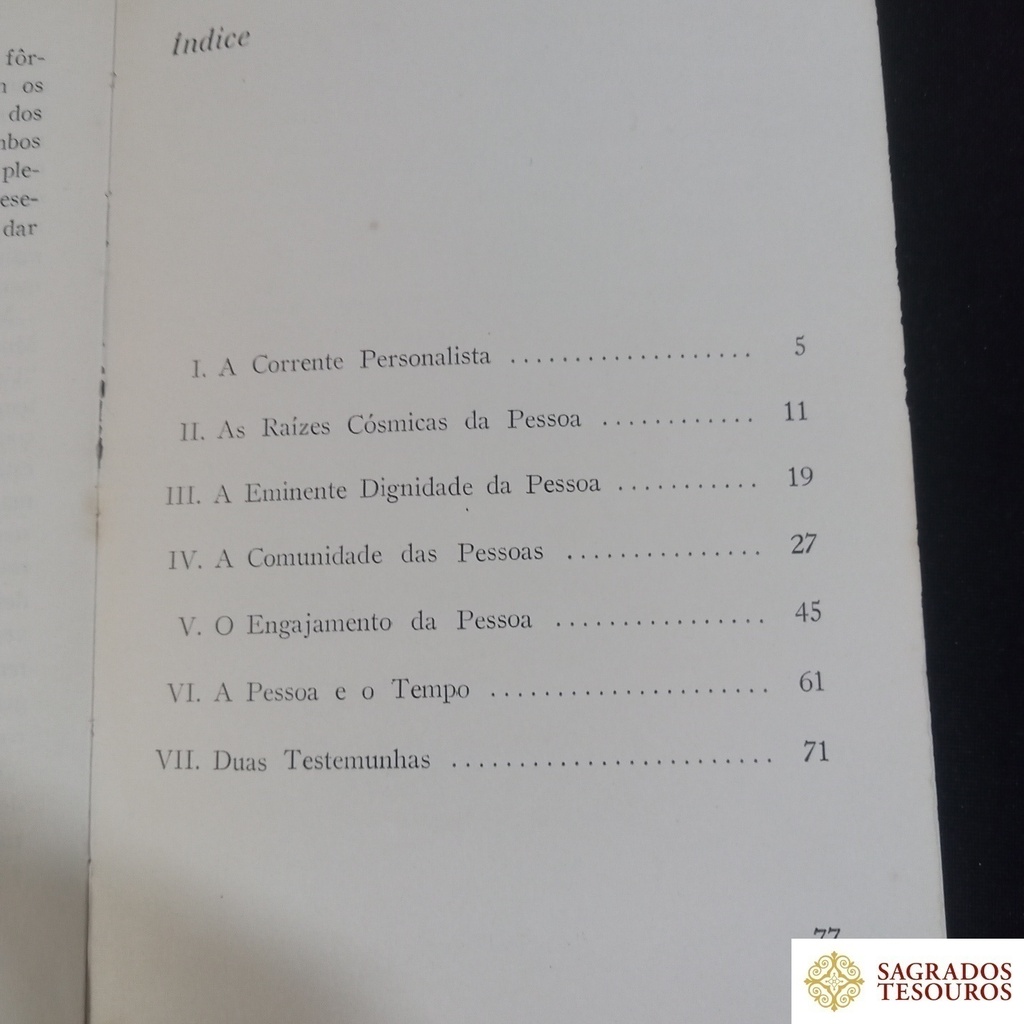 fôr-
os
dos
ple-
ese-
dar
índice
I. A Corrente Personalista ................... 5
II. As Raízes Cósmicas da Pessoa ............ 11
III. A Eminente Dignidade da Pessoa ........... 19
IV. A Comunidade das Pessoas ............... 27
V. O Engajamento da Pessoa ................. 45
VI. A Pessoa e o Tempo ...................... 61
VII. Duas Testemunhas ......................... 71
77
SAGRADOS
TESOUROS